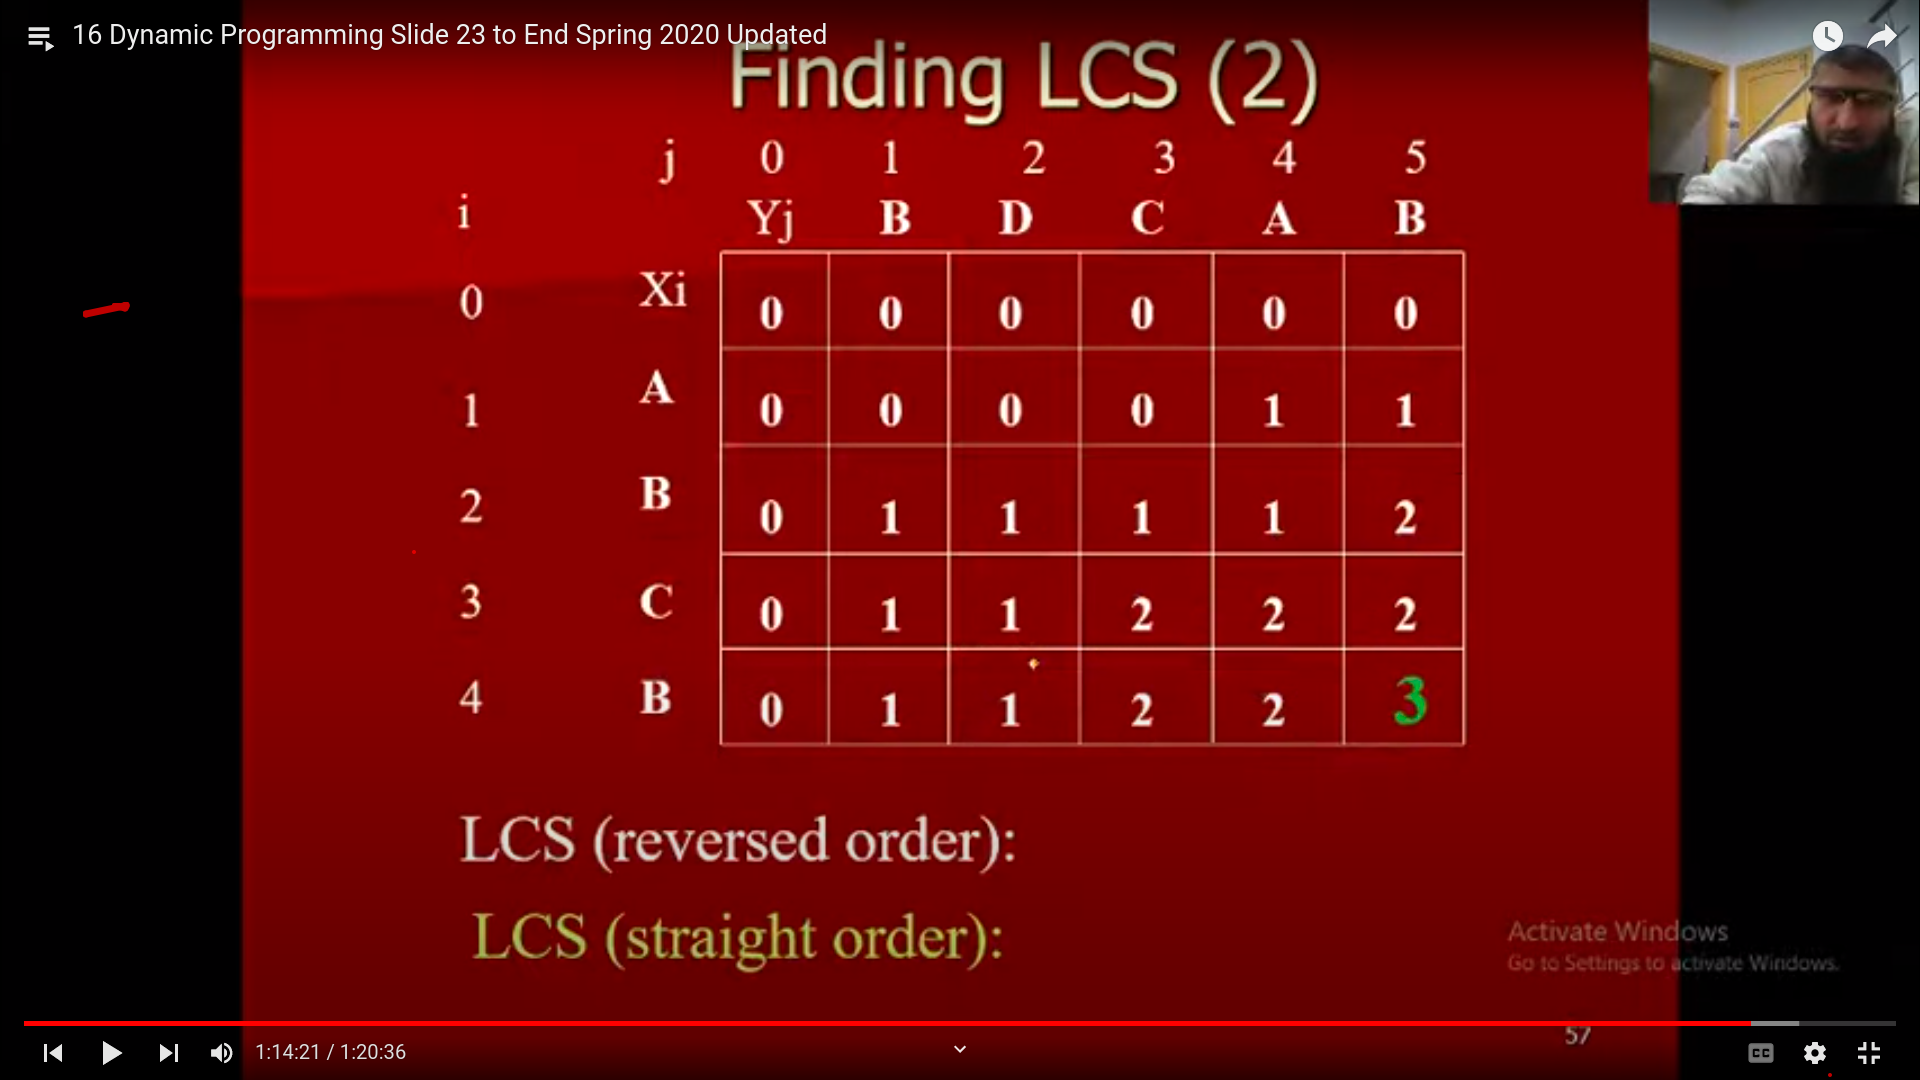 16 Dynamic Programming Slide 23 to End Spring 2020 Updated
Finding LCS (2)
j 0 1 2 3 4 5
i Yj B D C A B
0 Xi 0 0 0 0 0 0
1 A 0 0 0 0 1 1
2 B 0 1 1 1 1 2
3 C 0 1 1 2 2 2
4 B 0 1 1 2 2 3
LCS (reversed order):
LCS (straight order):
Activate Windows
Go to Settings to activate Windows.
57
1:14:21 / 1:20:36
CC